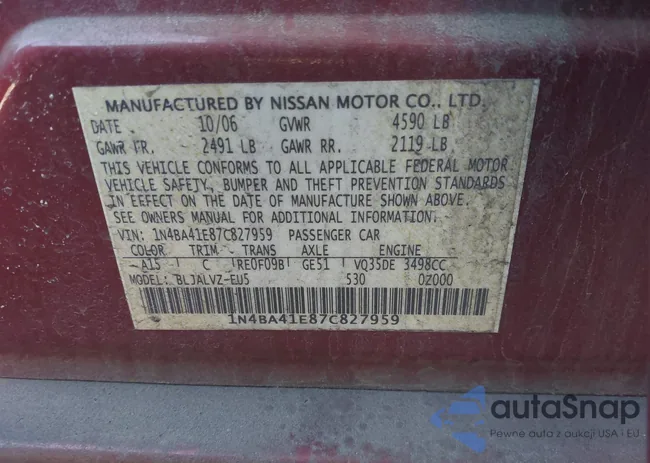 MANUFACTURED BY NISSAN MOTOR CO., LTD.
DATE 10/06 GVWR 4590 LB
GAWR FR. 2491 LB GAWR RR. 2119 LB
THIS VEHICLE CONFORMS TO ALL APPLICABLE FEDERAL MOTOR
VEHICLE SAFETY, BUMPER AND THEFT PREVENTION STANDARDS
IN EFFECT ON THE DATE OF MANUFACTURE SHOWN ABOVE.
SEE OWNERS MANUAL FOR ADDITIONAL INFORMATION.
VIN: 1N4BA41E87C827959 PASSENGER CAR
COLOR TRIM TRANS AXLE ENGINE
A15 C RE0F09B GE51 VQ35DE 3498CC
MODEL: BLJALVZ-EU5 530 0Z000
1N4BA41E87C827959
autaSnap
Pewne auta z aukcji USA i EU